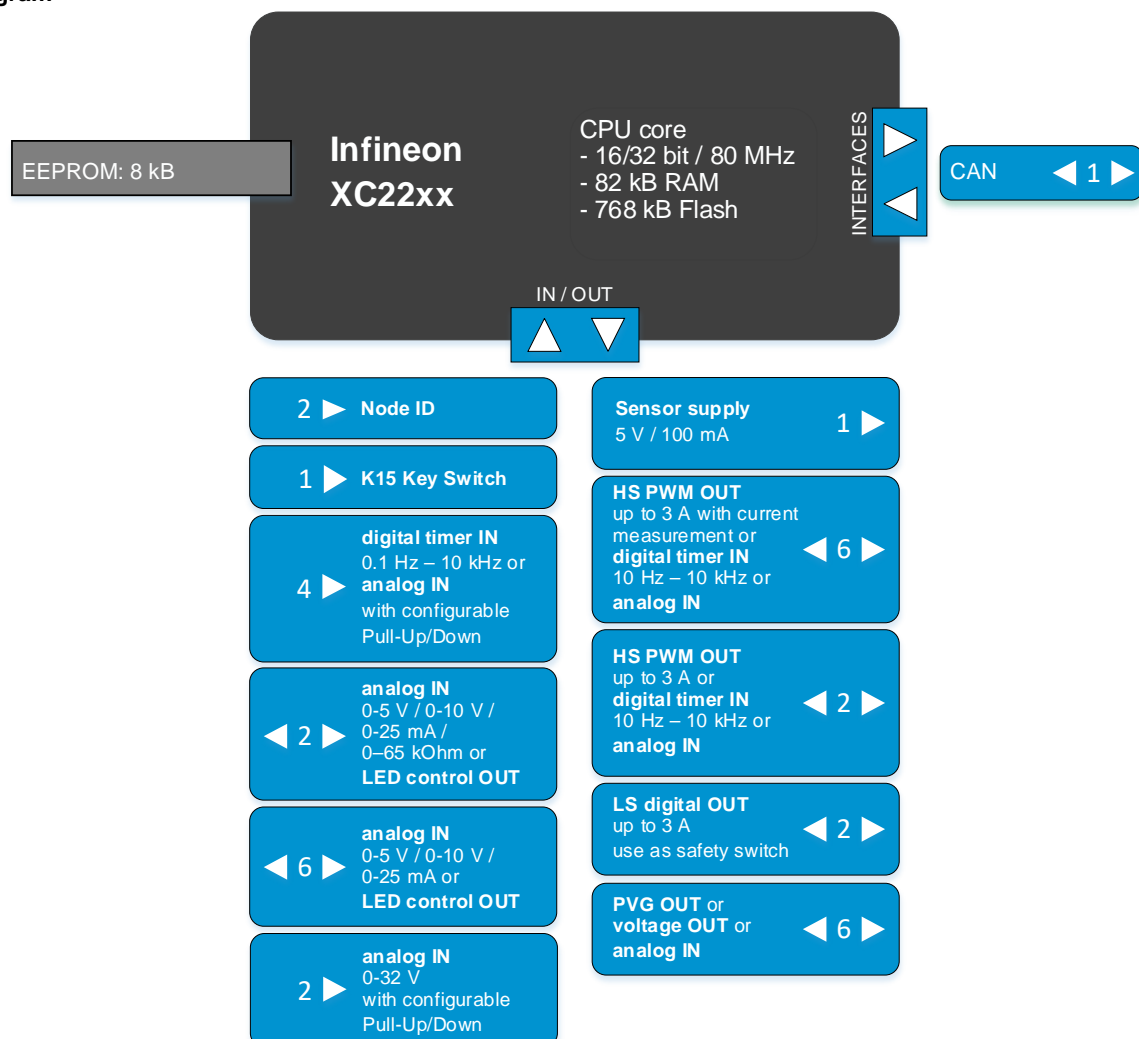 EEPROM: 8 kB
Infineon
XC22xx
CPU core
- 16/32 bit / 80 MHz
- 82 kB RAM
- 768 kB Flash
INTERFACES
CAN 1
IN / OUT
2 Node ID
1 K15 Key Switch
4
digital timer IN
0.1 Hz – 10 kHz or
analog IN
with configurable
Pull-Up/Down
2
analog IN
0-5 V / 0-10 V /
0-25 mA /
0–65 kOhm or
LED control OUT
6
analog IN
0-5 V / 0-10 V /
0-25 mA or
LED control OUT
2
analog IN
0-32 V
with configurable
Pull-Up/Down
Sensor supply
5 V / 100 mA
1
HS PWM OUT
up to 3 A with current
measurement or
digital timer IN
10 Hz – 10 kHz or
analog IN
6
HS PWM OUT
up to 3 A or
digital timer IN
10 Hz – 10 kHz or
analog IN
2
LS digital OUT
up to 3 A
use as safety switch
2
PVG OUT or
voltage OUT or
analog IN
6